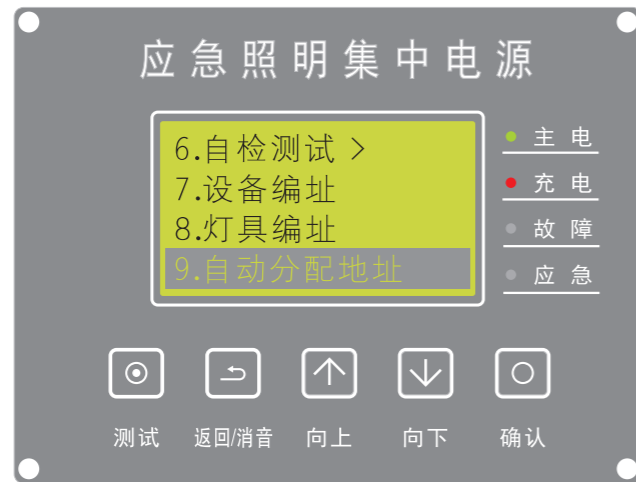 应急照明集中电源
6.自检测试 >
7.设备编址
8.灯具编址
9.自动分配地址
主电
充电
故障
应急
测试 返回/消音 向上 向下 确认